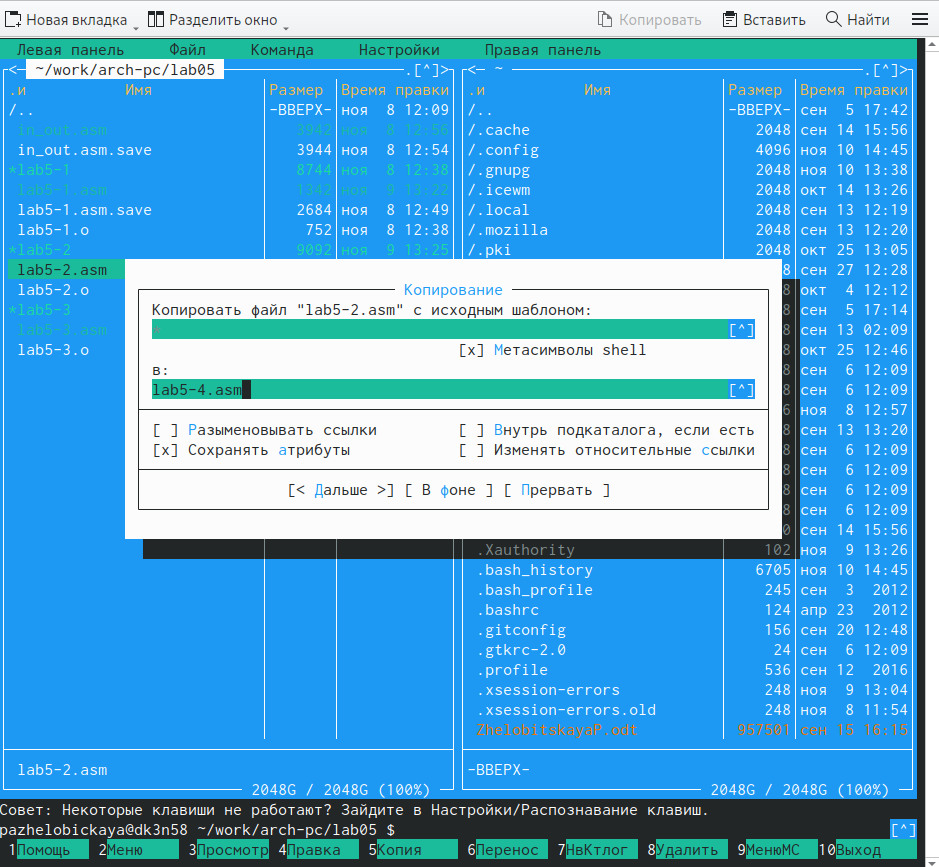 Новая вкладка Разделить окно Копировать Вставить Найти
Левая панель Файл Команда Настройки Правая панель
<— ~/work/arch-pc/lab05 .[^]> <— ~ .[^]>
.и Имя Размер Время правки .и Имя Размер Время правки
/.. -ВВЕРХ- ноя 8 12:09 /.. -ВВЕРХ- сен 5 17:42
in_out.asm 3942 ноя 8 12:56 /.cache 2048 сен 14 15:56
in_out.asm.save 3944 ноя 8 12:54 /.config 4096 ноя 10 14:45
*lab5-1 8744 ноя 8 12:38 /.gnupg 2048 ноя 10 13:38
lab5-1.asm 1342 ноя 9 13:22 /.icewm 2048 окт 14 13:26
lab5-1.asm.save 2684 ноя 8 12:49 /.local 2048 сен 13 12:19
lab5-1.o 752 ноя 8 12:38 /.mozilla 2048 сен 13 12:20
*lab5-2 9092 ноя 9 13:25 /.pki 2048 окт 25 13:05
lab5-2.asm 8 сен 27 12:28
lab5-2.o Копирование 8 окт 4 12:12
*lab5-3 Копировать файл "lab5-2.asm" с исходным шаблоном: 8 сен 5 17:14
lab5-3.asm * [^] 8 сен 13 02:09
lab5-3.o [x] Метасимволы shell 8 окт 25 12:46
в: 8 сен 6 12:09
lab5-4.asm [^] 8 сен 6 12:09
6 ноя 8 12:57
[ ] Разыменовывать ссылки [ ] Внутрь подкаталога, если есть 8 сен 13 13:20
[x] Сохранять атрибуты [ ] Изменять относительные ссылки 8 сен 6 12:09
8 сен 6 12:09
[< Дальше >] [ В фоне ] [ Прервать ] 8 сен 6 12:09
8 сен 6 12:09
0 сен 14 15:56
.Xauthority 102 ноя 9 13:26
.bash_history 6705 ноя 10 14:45
.bash_profile 245 сен 3 2012
.bashrc 124 апр 23 2012
.gitconfig 156 сен 20 12:48
.gtkrc-2.0 24 сен 6 12:09
.profile 536 сен 12 2016
.xsession-errors 248 ноя 9 13:04
.xsession-errors.old 248 ноя 8 11:54
ZhelobitskayaP.odt 957501 сен 15 16:15
lab5-2.asm -ВВЕРХ-
2048G / 2048G (100%) 2048G / 2048G (100%)
Совет: Некоторые клавиши не работают? Зайдите в Настройки/Распознавание клавиш.
pazhelobickaya@dk3n58 ~/work/arch-pc/lab05 $ [^]
1Помощь 2Меню 3Просмотр 4Правка 5Копия 6Перенос 7НвКтлог 8Удалить 9МенюMC 10Выход